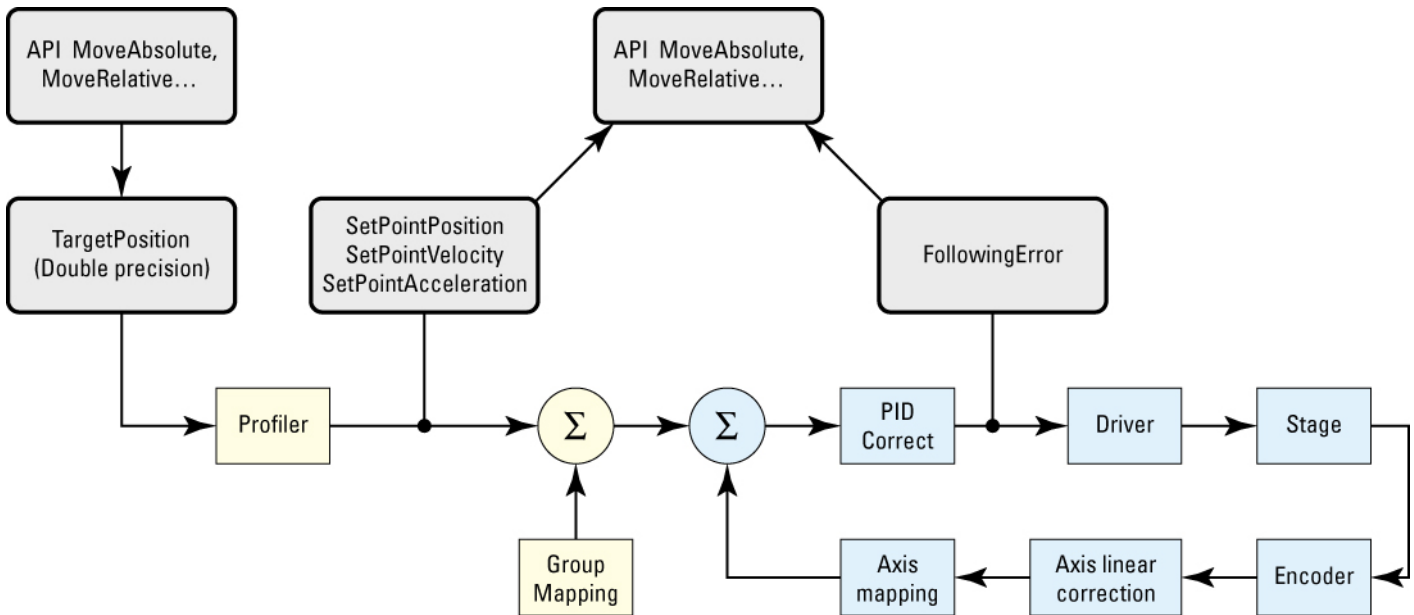 API MoveAbsolute,
MoveRelative…
API MoveAbsolute,
MoveRelative…
TargetPosition
(Double precision)
SetPointPosition
SetPointVelocity
SetPointAcceleration
FollowingError
Profiler
Σ
Σ
PID
Correct
Driver
Stage
Group
Mapping
Axis
mapping
Axis linear
correction
Encoder